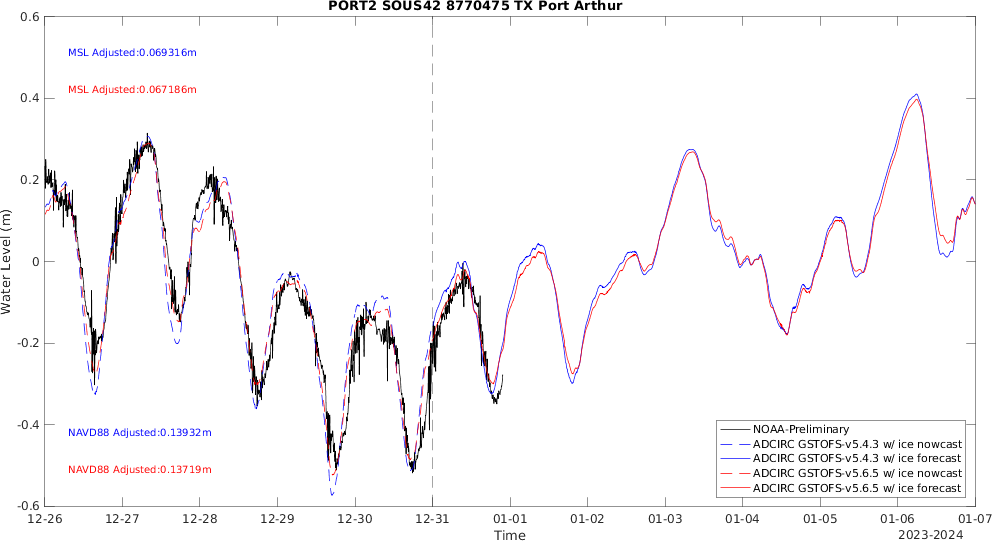 PORT2 SOUS42 8770475 TX Port Arthur
0.6
0.4
0.2
0
-0.2
-0.4
-0.6
Water Level (m)
MSL Adjusted:0.069316m
MSL Adjusted:0.067186m
NAVD88 Adjusted:0.13932m
NAVD88 Adjusted:0.13719m
NOAA-Preliminary
ADCIRC GSTOFS-v5.4.3 w/ ice nowcast
ADCIRC GSTOFS-v5.4.3 w/ ice forecast
ADCIRC GSTOFS-v5.6.5 w/ ice nowcast
ADCIRC GSTOFS-v5.6.5 w/ ice forecast
12-26 12-27 12-28 12-29 12-30 12-31 01-01 01-02 01-03 01-04 01-05 01-06 01-07
Time
2023-2024